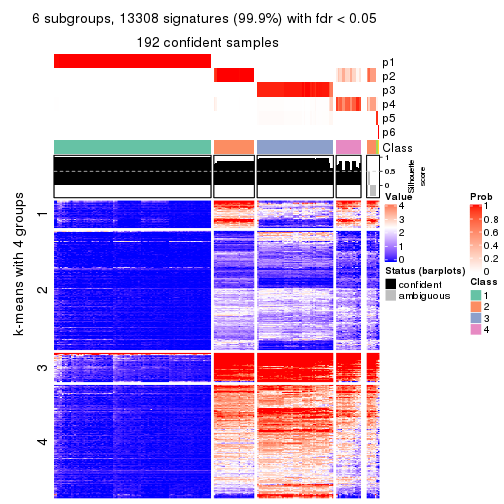 6 subgroups, 13308 signatures (99.9%) with fdr < 0.05
192 confident samples
p1
p2
p3
p4
p5
p6
Class
1
0.5
0
Silhouette
score
k-means with 4 groups
1
2
3
4
Value
4
3
2
1
0
Status (barplots)
confident
ambiguous
Prob
1
0.8
0.6
0.4
0.2
0
Class
1
2
3
4